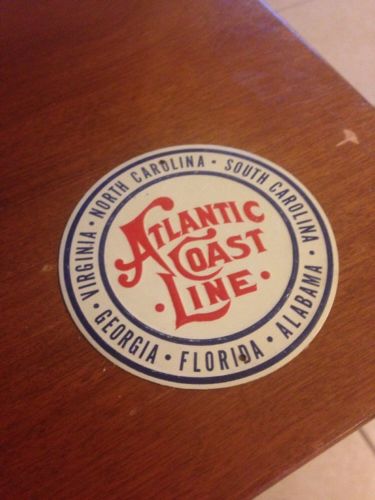 ATLANTIC
COAST
• LINE •
VIRGINIA • NORTH CAROLINA • SOUTH CAROLINA • ALABAMA • FLORIDA • GEORGIA •